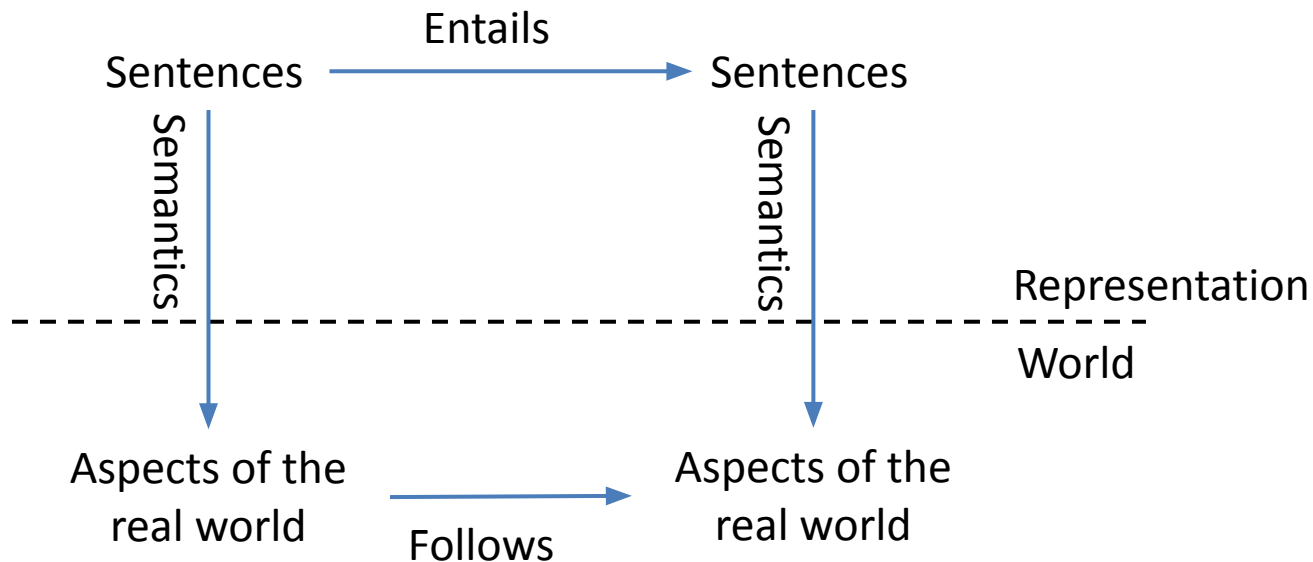 Entails
Sentences
Sentences
Semantics
Semantics
Representation
World
Aspects of the
real world
Follows
Aspects of the
real world